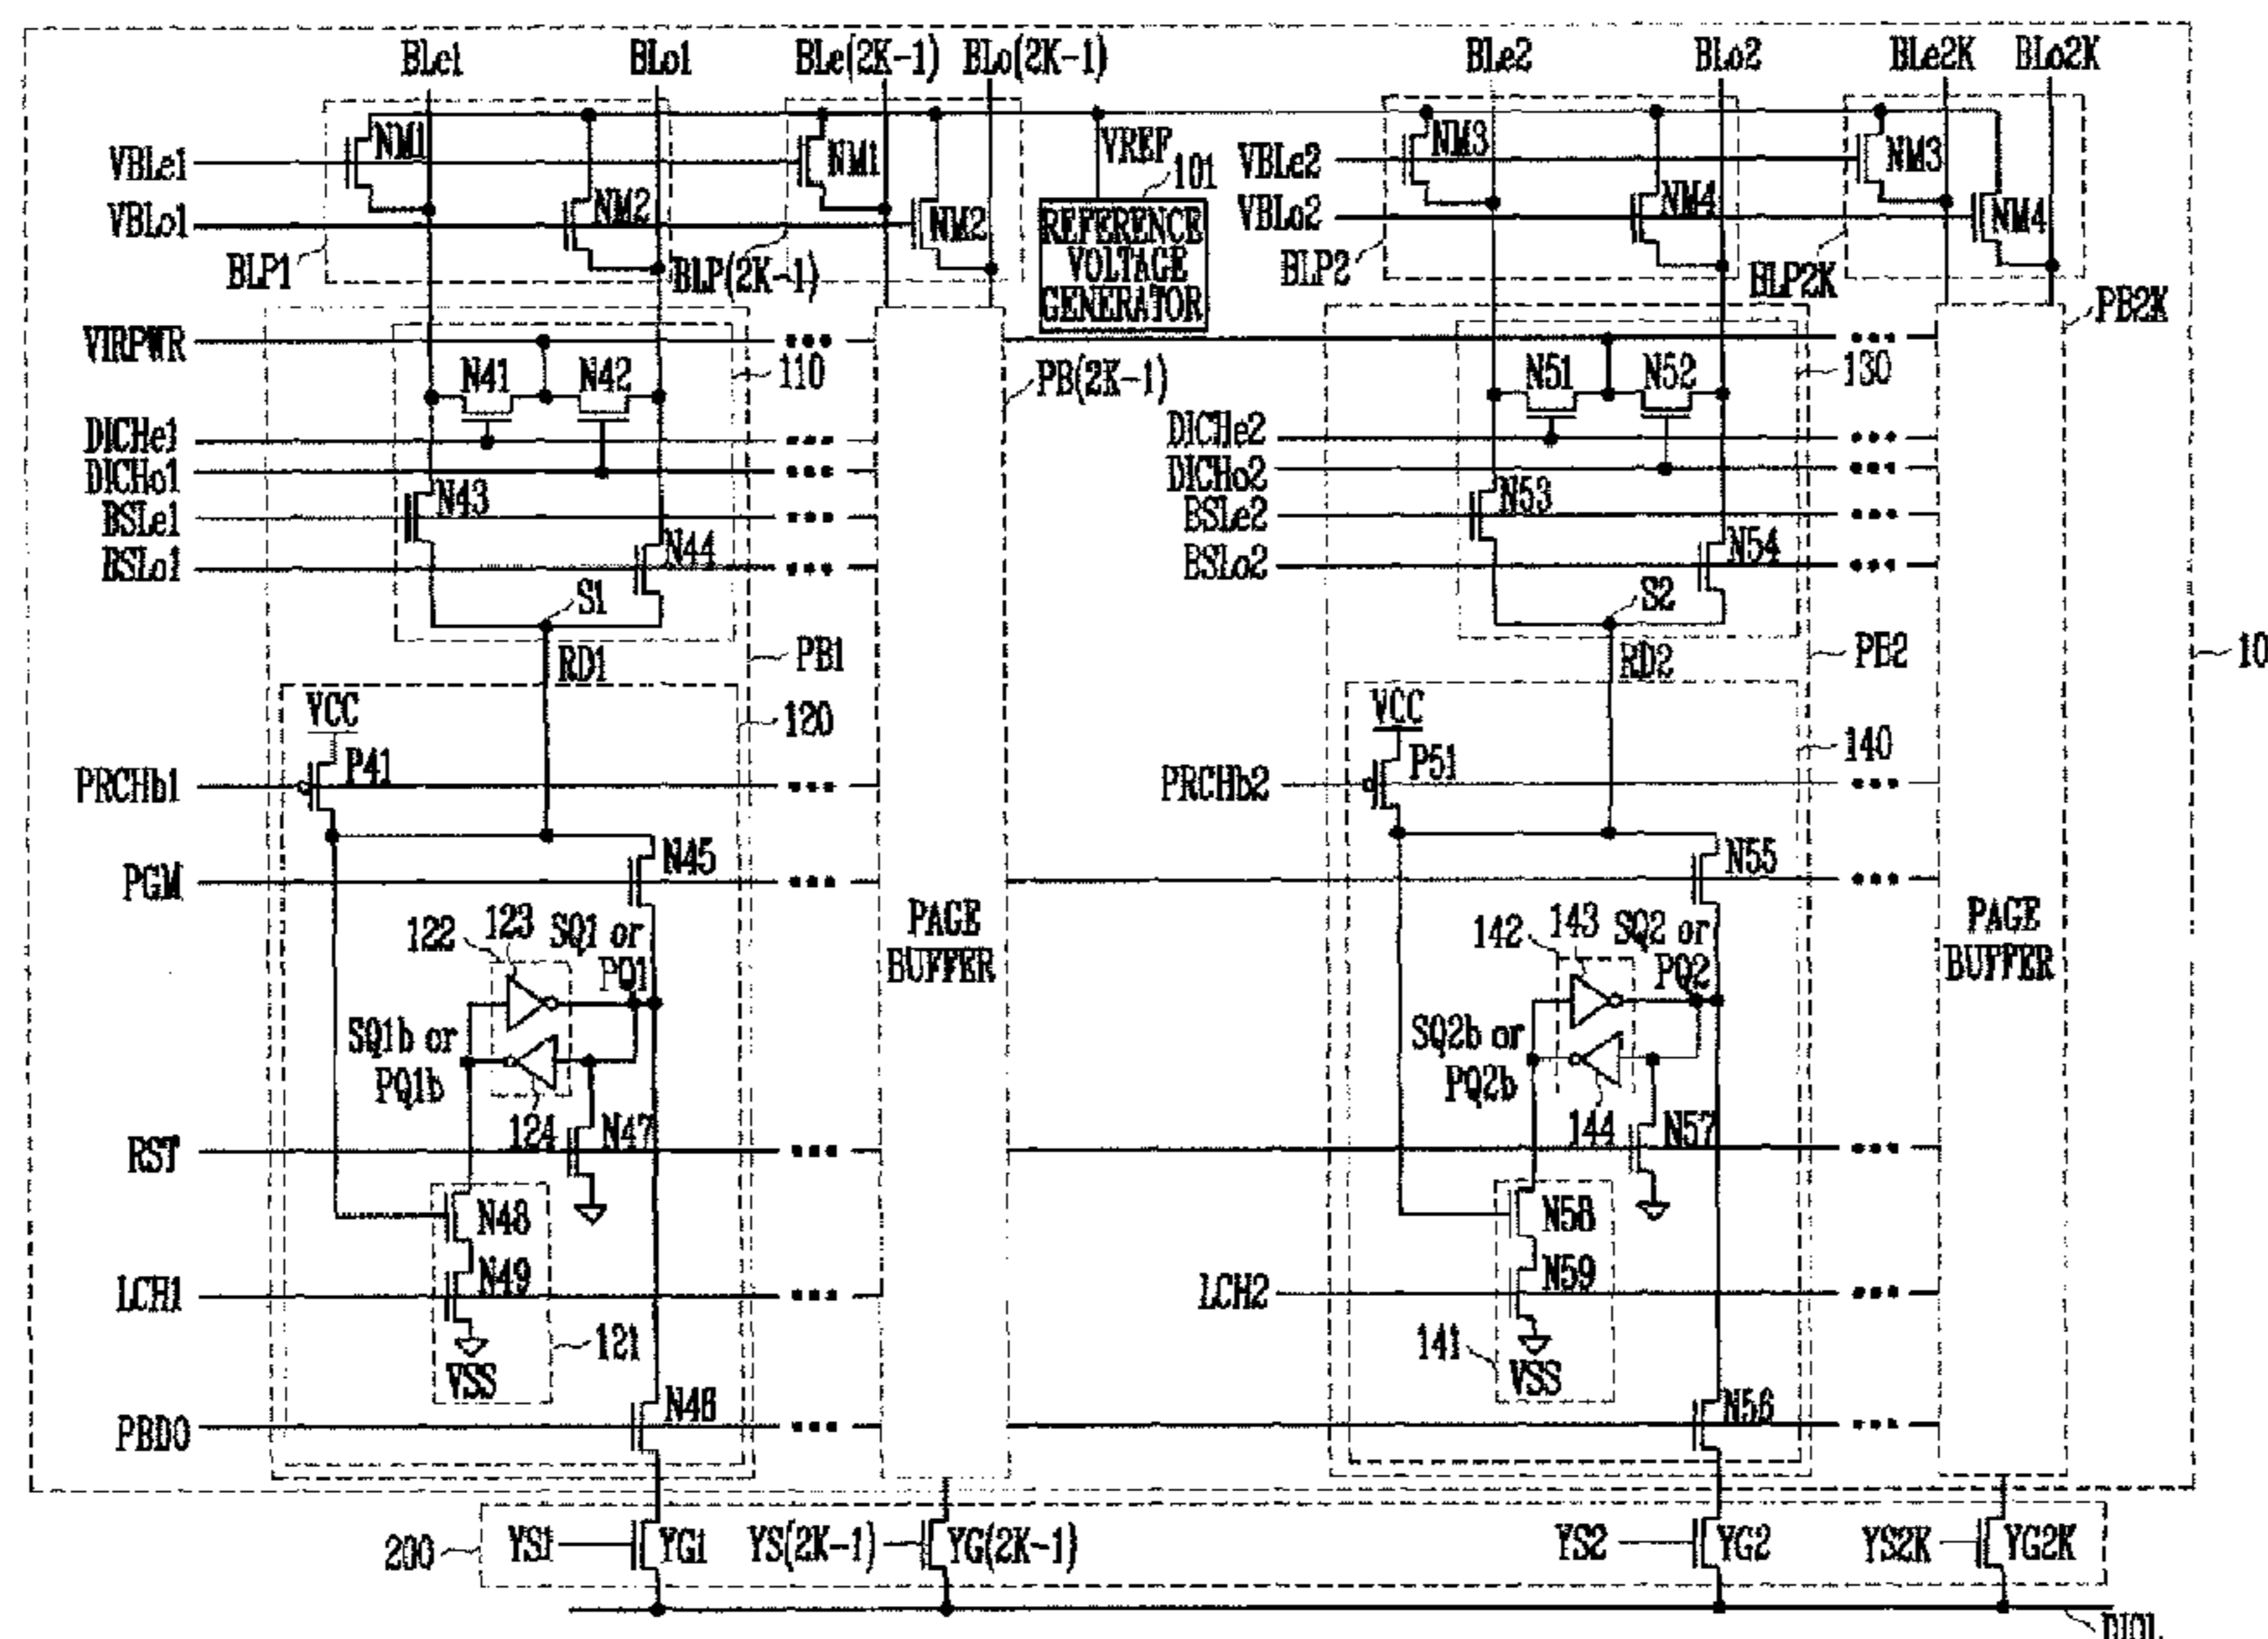 BLe1 BLo1 BLe(2K-1) BLo(2K-1) BLe2 BLo2 BLe2K BLo2K
VBLe1 NM1 NM1 VREF 101 VBLe2 NM3 NM3
VBLo1 NM2 NM2 VBLo2 NM4 NM4
REFERENCE
VOLTAGE
GENERATOR
BLP1 BLP(2K-1) BLP2 BLP2K PB2K
VIRPWR 110 PB(2K-1) 130
N41 N42 N51 N52
DICHe1 DICHe2
DICHo1 DICHo2
BSLe1 N43 BSLe2 N53
BSLo1 N44 BSLo2 N54
S1 S2
RD1 PB1 RD2 PB2 10
VCC 120 VCC 140
PRCHb1 P41 PRCHb2 P51
PGM N45 N55
122 123 SQ1 or 142 143 SQ2 or
PQ1 PQ2
PAGE
BUFFER
PAGE
BUFFER
SQ1b or SQ2b or
PQ1b PQ2b
RST 124 N47 144 N57
N48 N58
LCH1 N49 LCH2 N59
VSS 121 141 VSS
PBDO N46 N56
200 YS1 YG1 YS(2K-1) YG(2K-1) YS2 YG2 YS2K YG2K